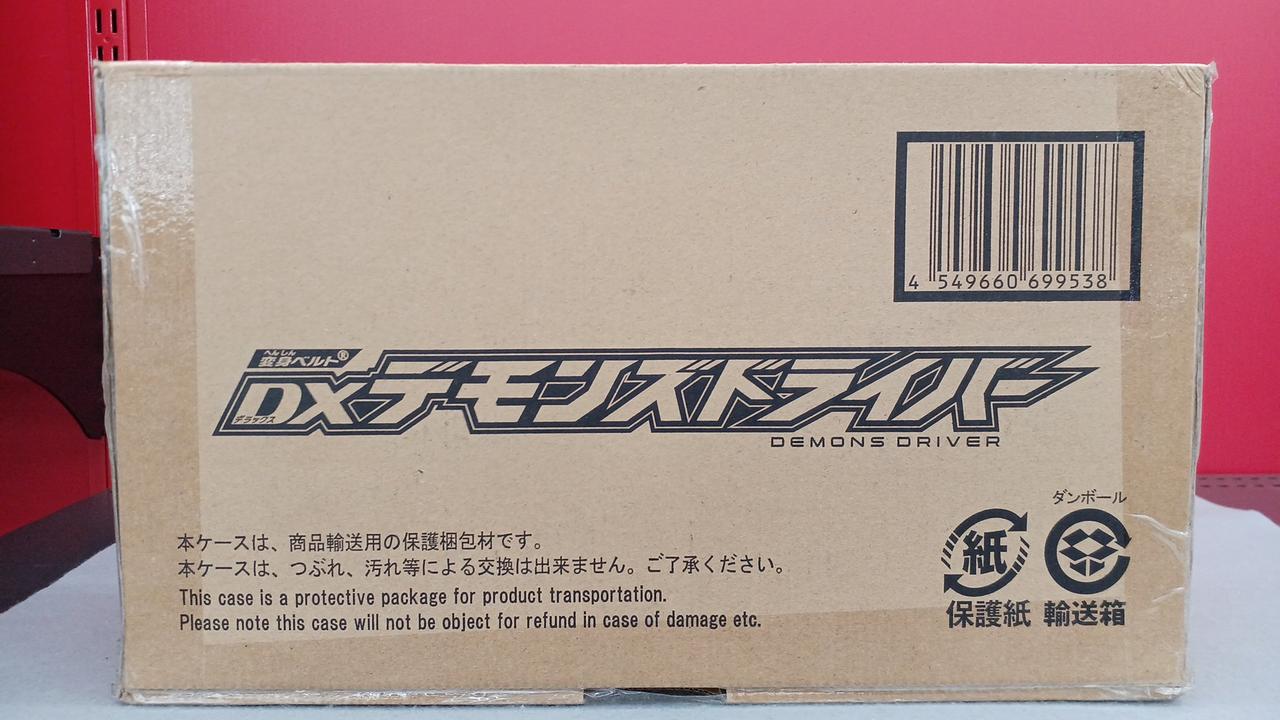 4 549660 699538
へんしん
変身ベルト®
DXデモンズドライバー
デラックス
DEMONS DRIVER
ダンボール
紙
保護紙 輸送箱
本ケースは、商品輸送用の保護梱包材です。
本ケースは、つぶれ、汚れ等による交換は出来ません。ご了承ください。
This case is a protective package for product transportation.
Please note this case will not be object for refund in case of damage etc.